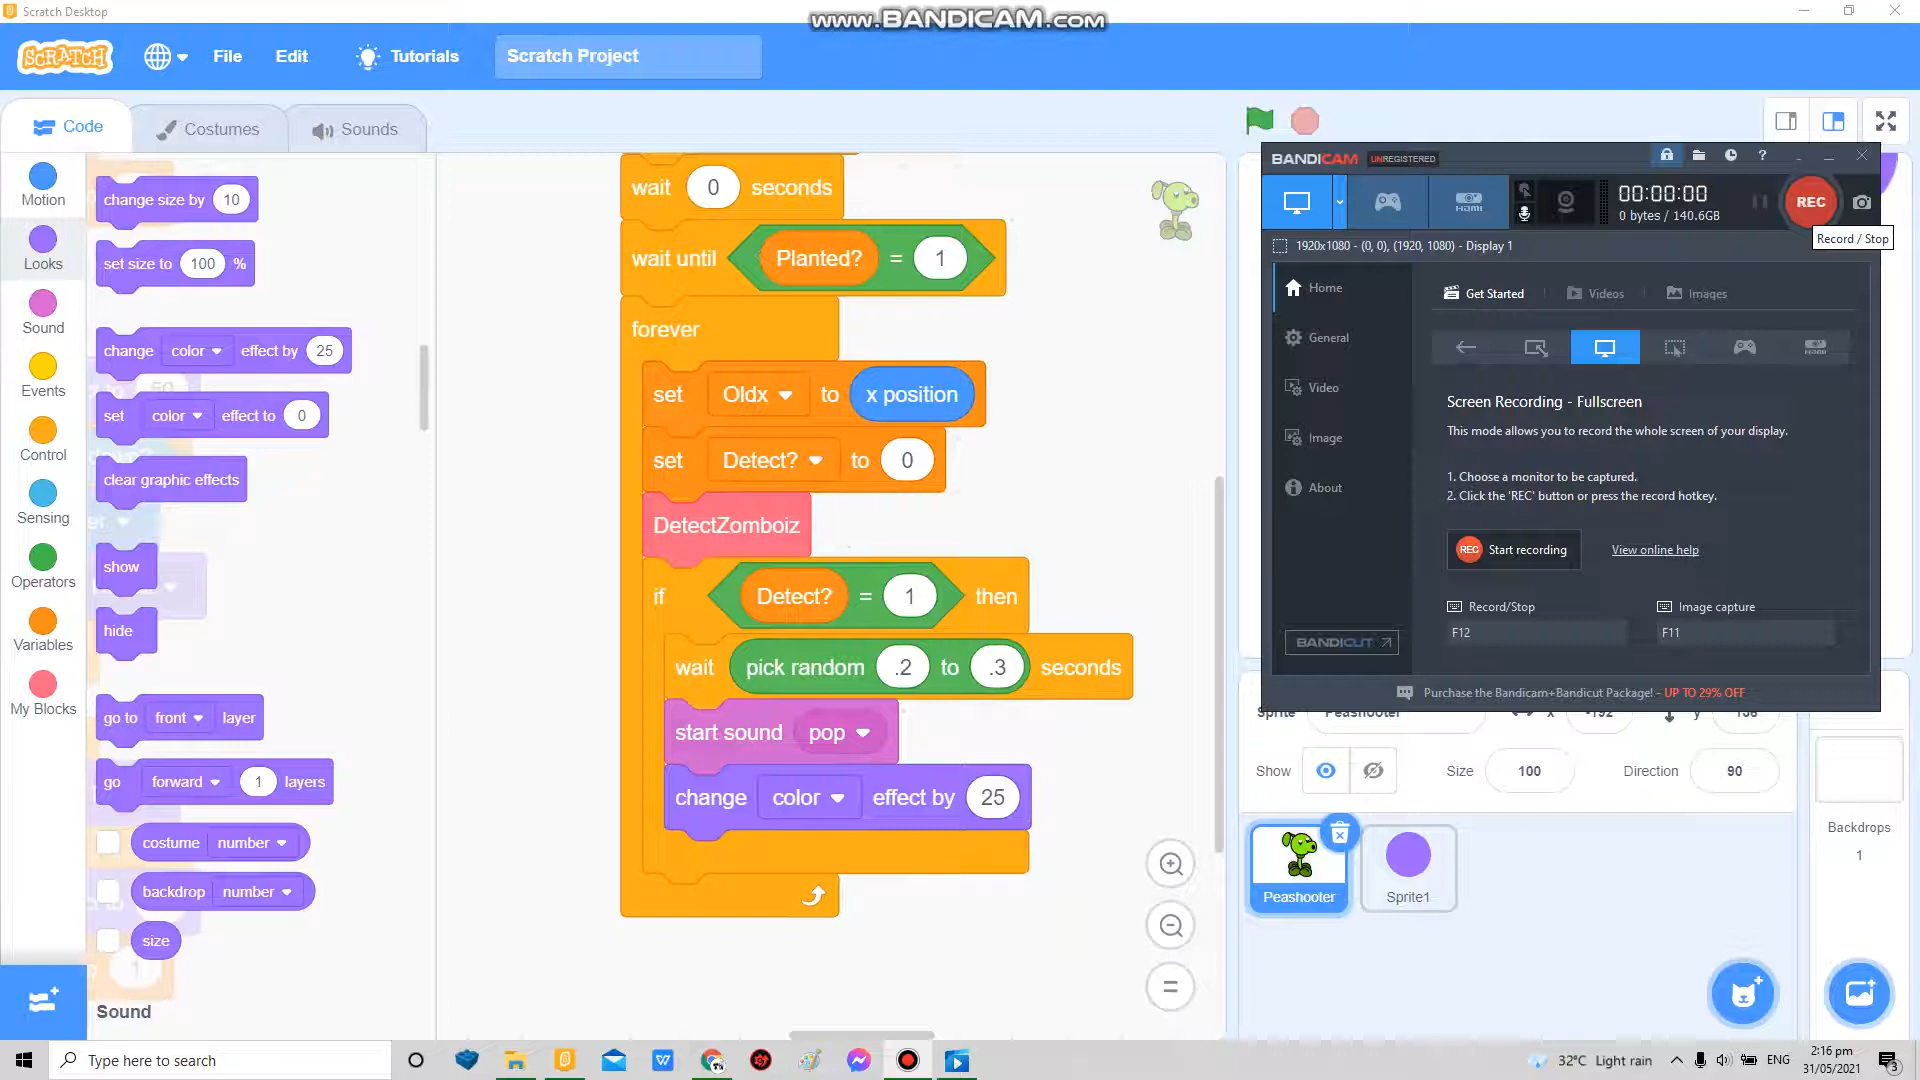 Scratch Desktop
www.BANDICAM.com
SCRATCH
File
Edit
Tutorials
Scratch Project
Code
Costumes
Sounds
Motion
Looks
Sound
Events
Control
Sensing
Operators
Variables
My Blocks
change size by 10
set size to 100 %
change color effect by 25
set color effect to 0
clear graphic effects
show
hide
go to front layer
go forward 1 layers
costume number
backdrop number
size
Sound
wait 0 seconds
wait until Planted? = 1
forever
set Oldx to x position
set Detect? to 0
DetectZomboiz
if Detect? = 1 then
wait pick random .2 to .3 seconds
start sound pop
change color effect by 25
BANDICAM UNREGISTERED
00:00:00
0 bytes / 140.6GB
REC
HDMI
Record / Stop
1920x1080 - (0, 0), (1920, 1080) - Display 1
Home
General
Video
Image
About
BANDICUT
Get Started
Videos
Images
Screen Recording - Fullscreen
This mode allows you to record the whole screen of your display.
1. Choose a monitor to be captured.
2. Click the 'REC' button or press the record hotkey.
REC Start recording
View online help
Record/Stop
Image capture
F12
F11
Purchase the Bandicam+Bandicut Package! - UP TO 29% OFF
Sprite Peashooter x -192 y 138
Show
Size 100
Direction 90
Peashooter
Sprite1
Backdrops
1
Type here to search
32°C Light rain
ENG
2:16 pm
31/05/2021
3